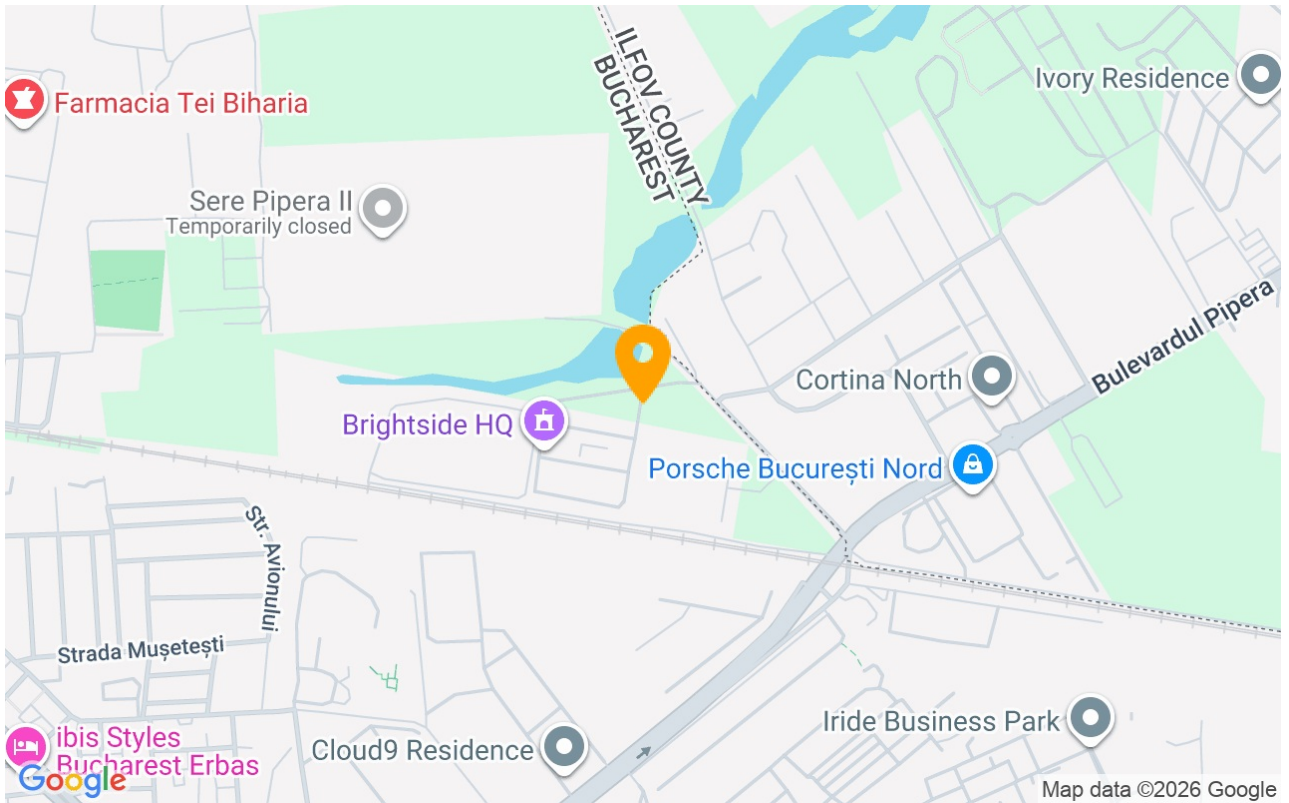 ILFOV COUNTY
BUCHAREST
Ivory Residence
Farmacia Tei Biharia
Sere Pipera II
Temporarily closed
Bulevardul Pipera
Cortina North
Brightside HQ
Porsche București Nord
Str. Avionului
Strada Mușetești
Iride Business Park
ibis Styles
Bucharest Erbas
Cloud9 Residence
Google
Map data ©2026 Google